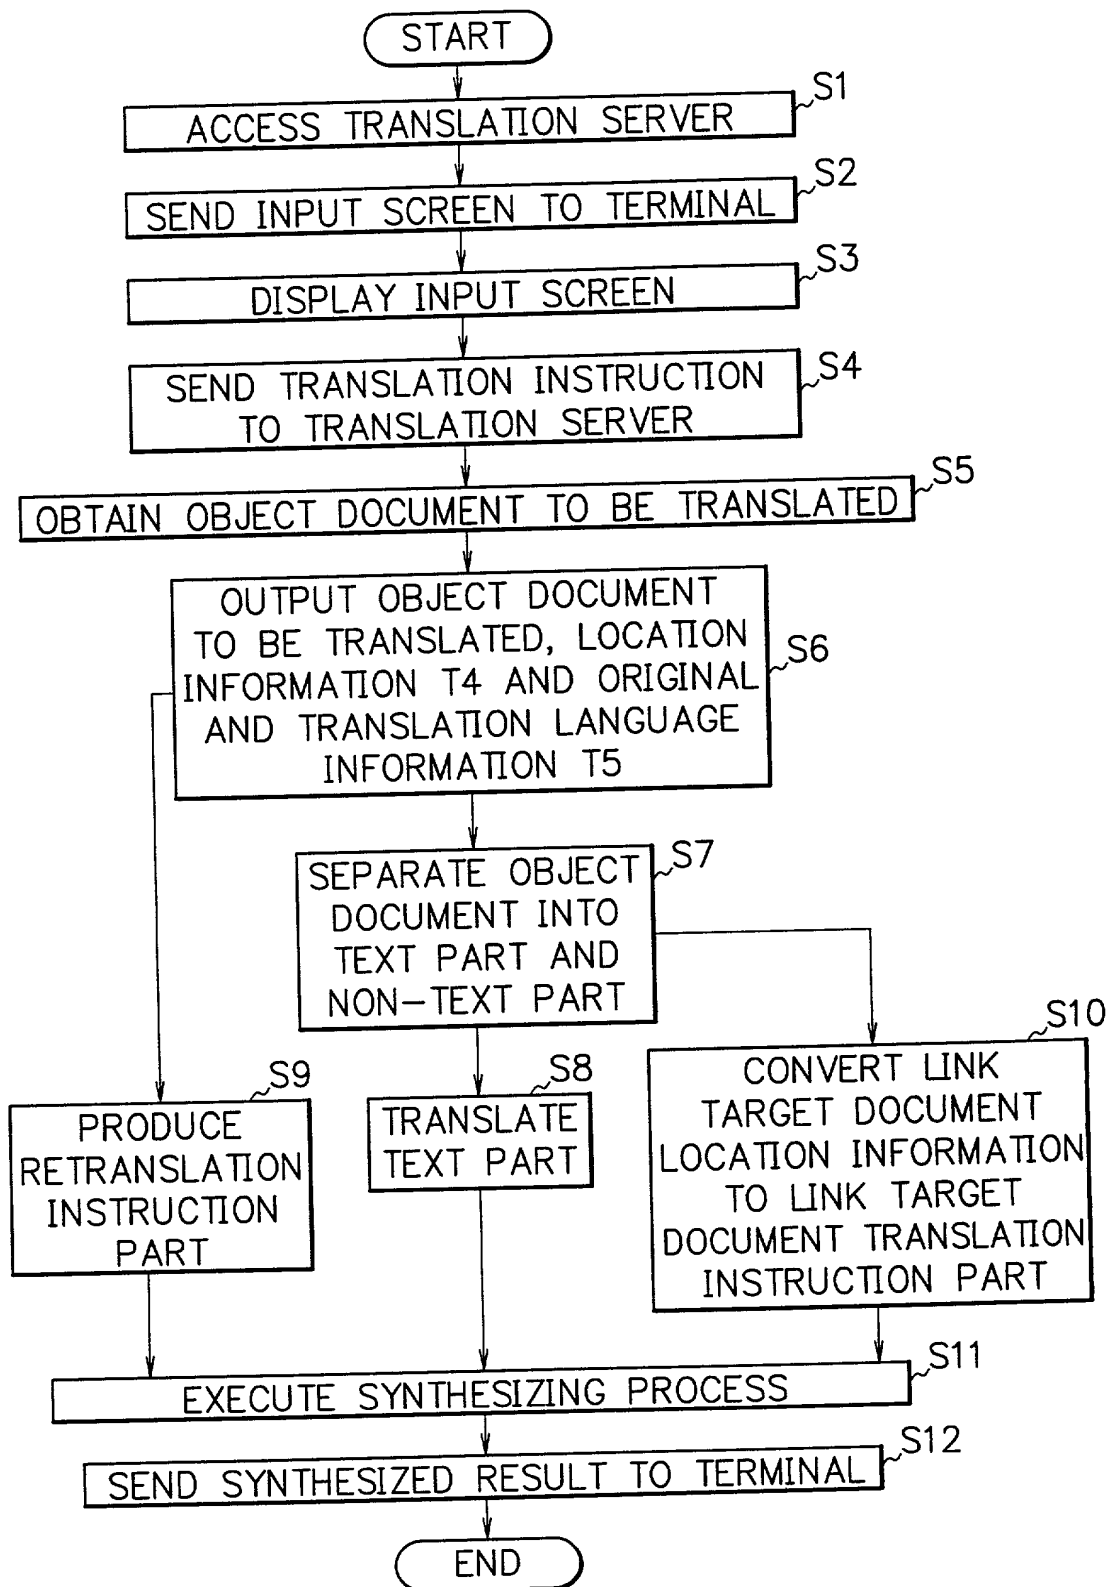 START
S1
ACCESS TRANSLATION SERVER
S2
SEND INPUT SCREEN TO TERMINAL
S3
DISPLAY INPUT SCREEN
S4
SEND TRANSLATION INSTRUCTION
TO TRANSLATION SERVER
S5
OBTAIN OBJECT DOCUMENT TO BE TRANSLATED
S6
OUTPUT OBJECT DOCUMENT
TO BE TRANSLATED, LOCATION
INFORMATION T4 AND ORIGINAL
AND TRANSLATION LANGUAGE
INFORMATION T5
S7
SEPARATE OBJECT
DOCUMENT INTO
TEXT PART AND
NON-TEXT PART
S9
PRODUCE
RETRANSLATION
INSTRUCTION
PART
S8
TRANSLATE
TEXT PART
S10
CONVERT LINK
TARGET DOCUMENT
LOCATION INFORMATION
TO LINK TARGET
DOCUMENT TRANSLATION
INSTRUCTION PART
S11
EXECUTE SYNTHESIZING PROCESS
S12
SEND SYNTHESIZED RESULT TO TERMINAL
END